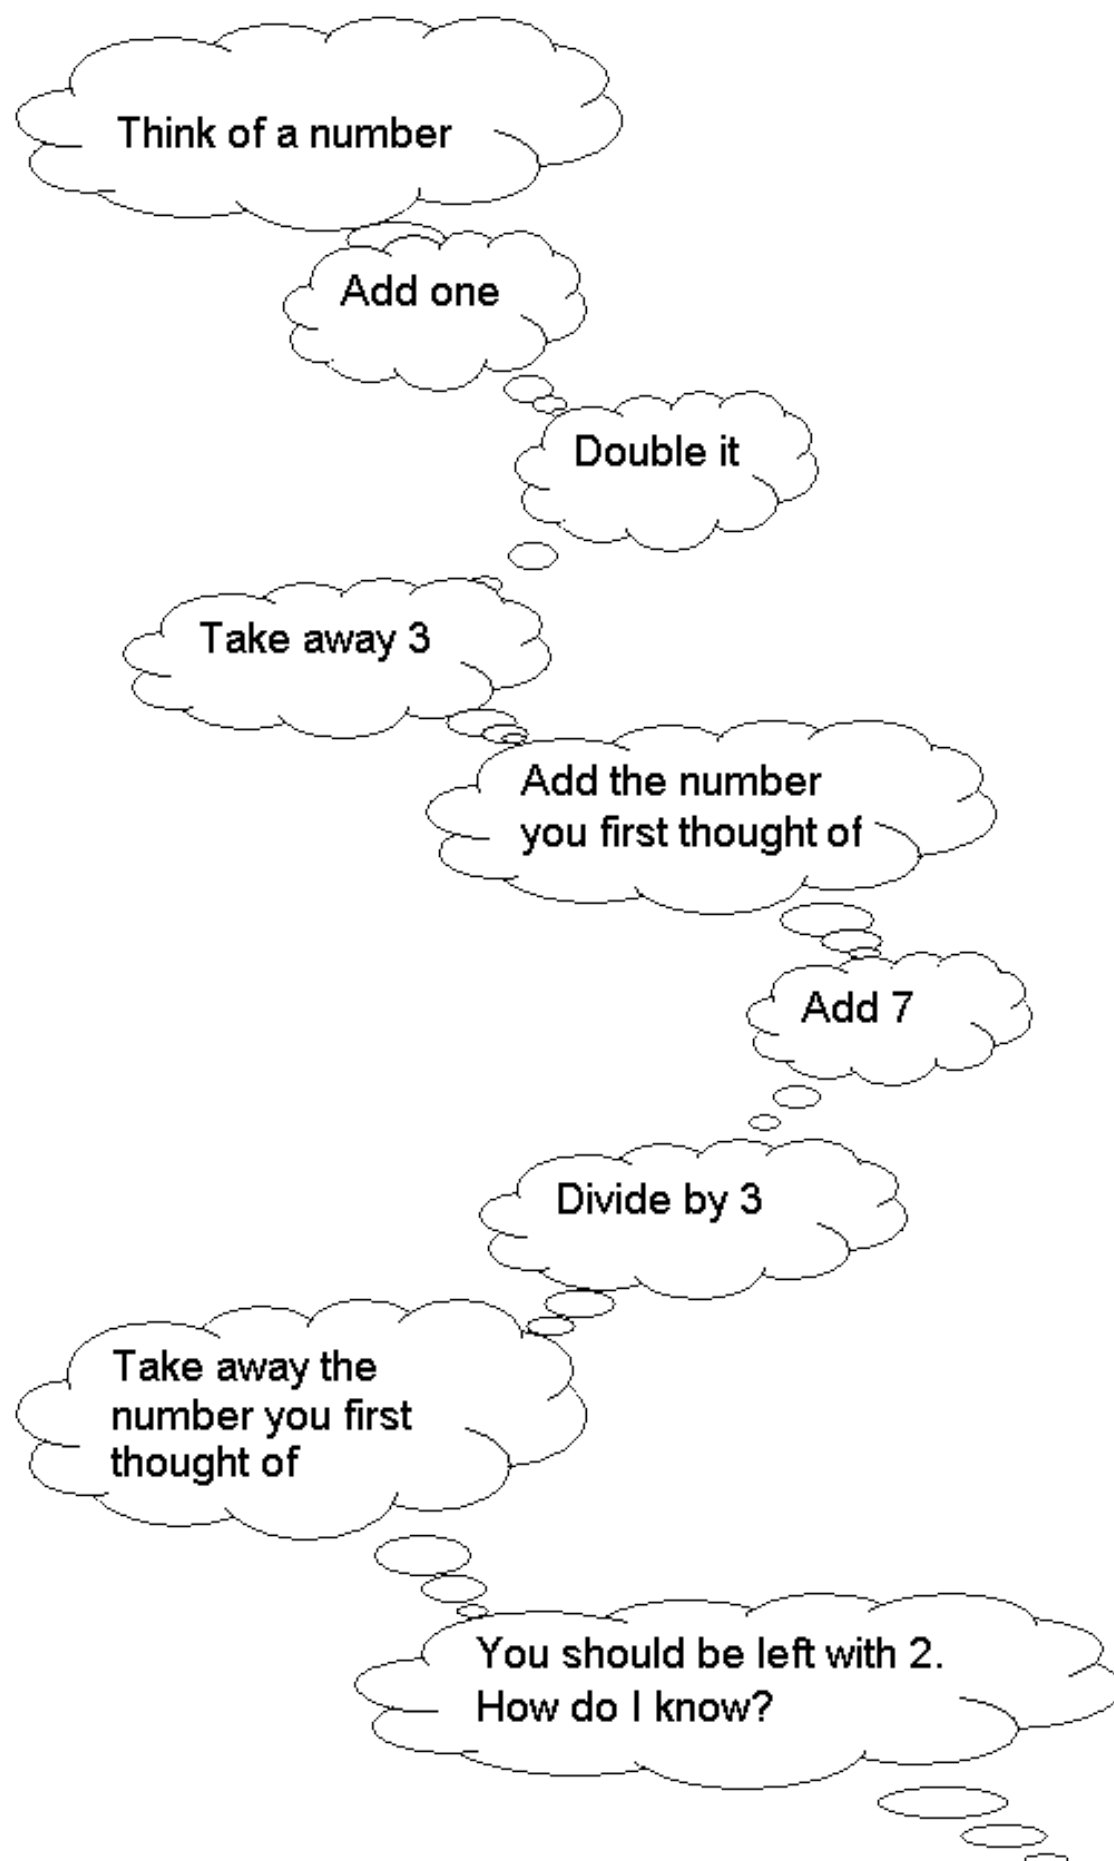 Think of a number
Add one
Double it
Take away 3
Add the number
you first thought of
Add 7
Divide by 3
Take away the
number you first
thought of
You should be left with 2.
How do I know?